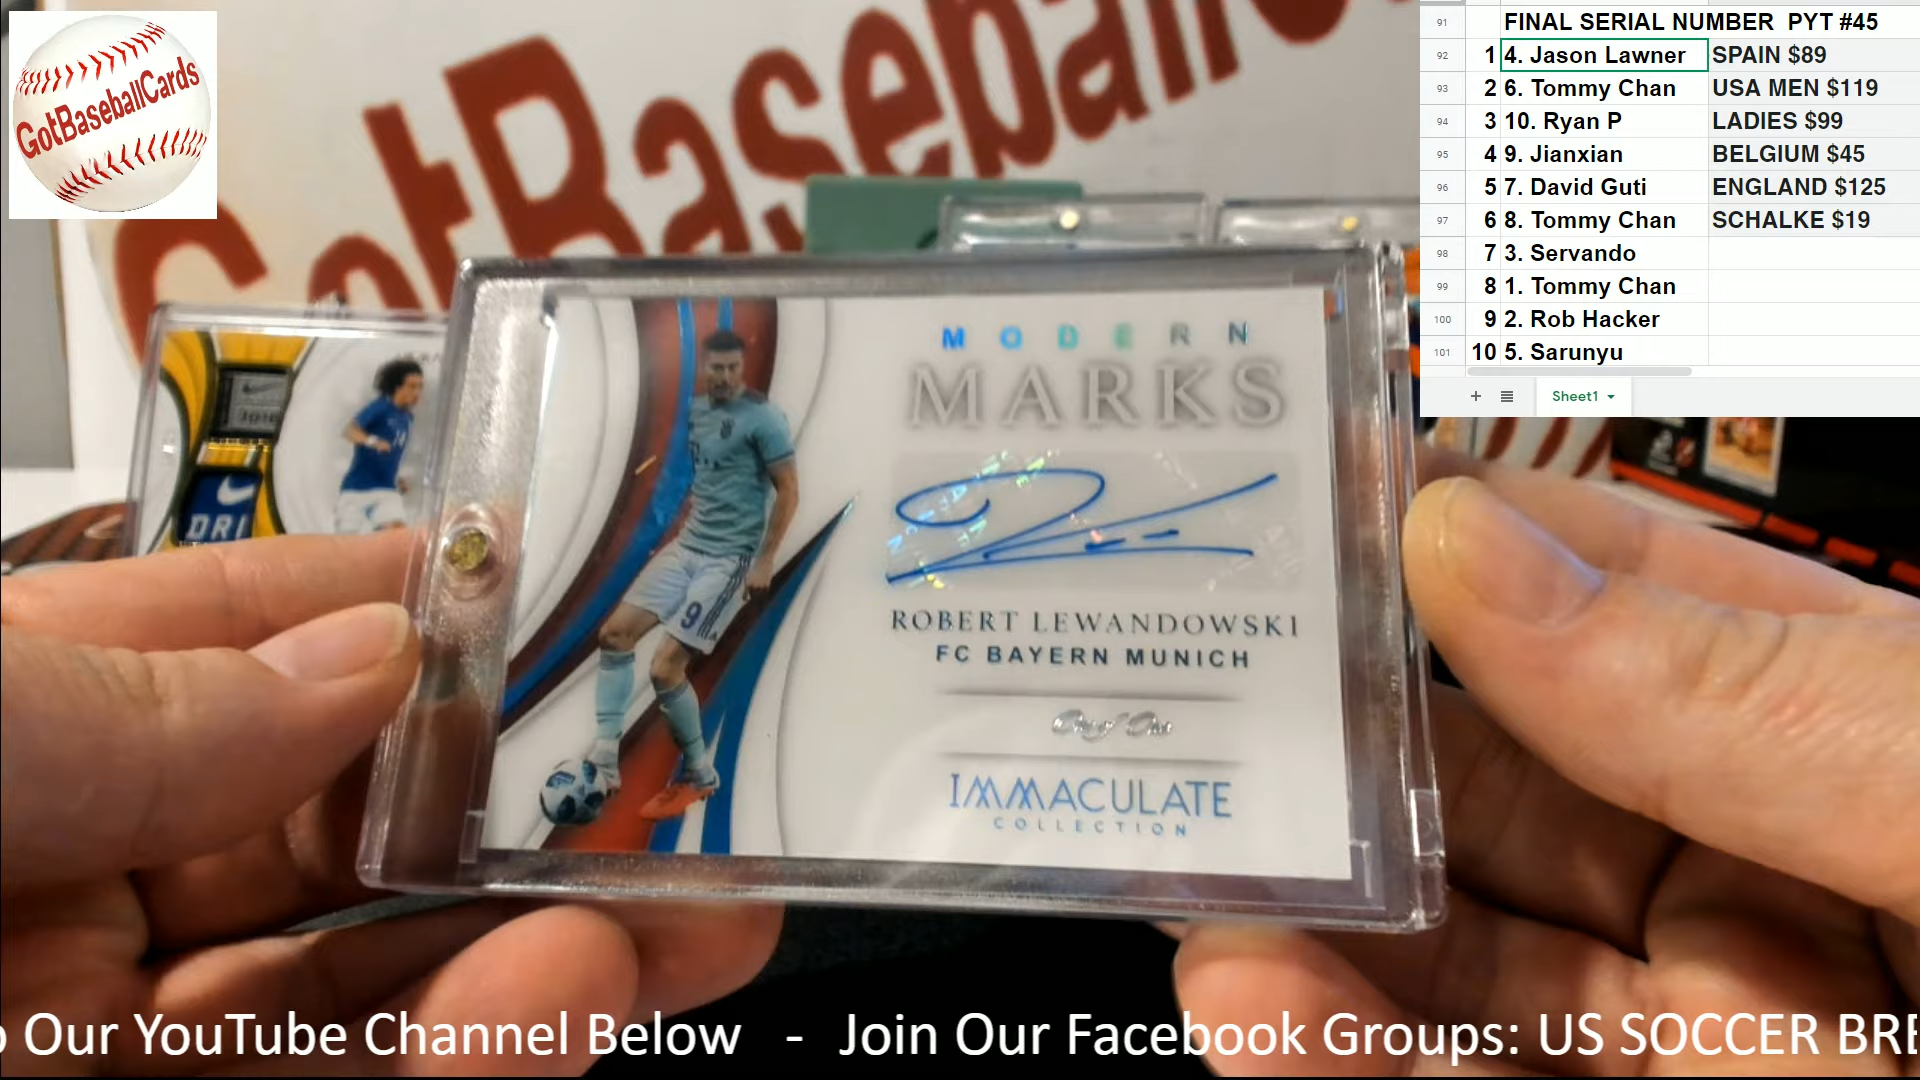 GotBaseballCards
GotBaseballC
FINAL SERIAL NUMBER PYT #45
91
92 1 4. Jason Lawner SPAIN $89
93 2 6. Tommy Chan USA MEN $119
94 3 10. Ryan P LADIES $99
95 4 9. Jianxian BELGIUM $45
96 5 7. David Guti ENGLAND $125
97 6 8. Tommy Chan SCHALKE $19
98 7 3. Servando
99 8 1. Tommy Chan
100 9 2. Rob Hacker
101 10 5. Sarunyu
+ Sheet1
MODERN
MARKS
ROBERT LEWANDOWSKI
FC BAYERN MUNICH
One/One
IMMACULATE
COLLECTION
9
DRI
o Our YouTube Channel Below - Join Our Facebook Groups: US SOCCER BRE